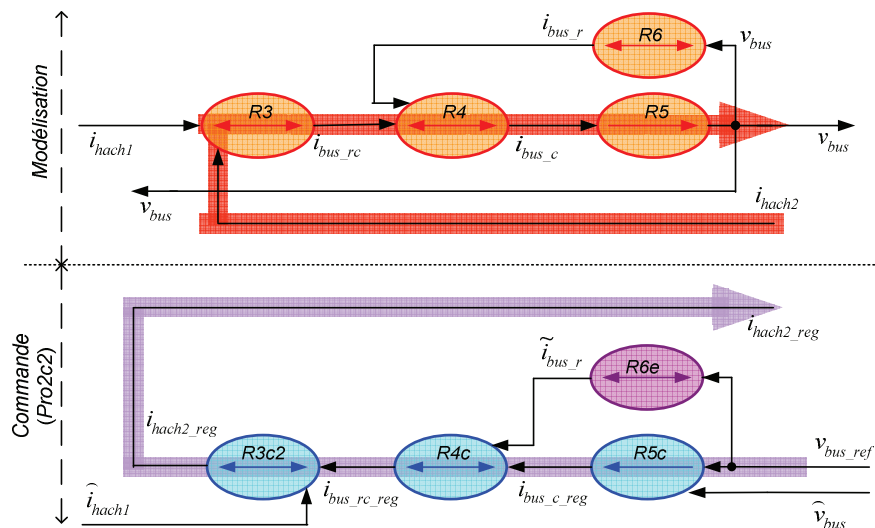 i_bus_r
R6
v_bus
R3
R4
R5
i_hach1
i_bus_rc
i_bus_c
v_bus
v_bus
i_hach2
Modélisation
Commande
(Pro2c2)
i_hach2_reg
ĩ_bus_r
R6e
i_hach2_reg
R3c2
R4c
R5c
v_bus_ref
i_bus_rc_reg
i_bus_c_reg
î_hach1
v̂_bus